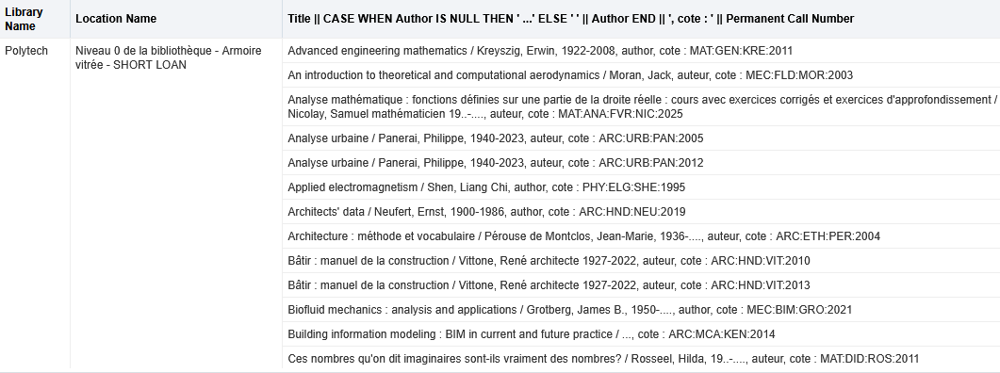 Library Name
Location Name
Title || CASE WHEN Author IS NULL THEN ' ...' ELSE ' ' || Author END || ', cote : ' || Permanent Call Number
Polytech
Niveau 0 de la bibliothèque - Armoire
vitrée - SHORT LOAN
Advanced engineering mathematics / Kreyszig, Erwin, 1922-2008, author, cote : MAT:GEN:KRE:2011
An introduction to theoretical and computational aerodynamics / Moran, Jack, auteur, cote : MEC:FLD:MOR:2003
Analyse mathématique : fonctions définies sur une partie de la droite réelle : cours avec exercices corrigés et exercices d'approfondissement /
Nicolay, Samuel mathématicien 19..-...., auteur, cote : MAT:ANA:FVR:NIC:2025
Analyse urbaine / Panerai, Philippe, 1940-2023, auteur, cote : ARC:URB:PAN:2005
Analyse urbaine / Panerai, Philippe, 1940-2023, auteur, cote : ARC:URB:PAN:2012
Applied electromagnetism / Shen, Liang Chi, author, cote : PHY:ELG:SHE:1995
Architects' data / Neufert, Ernst, 1900-1986, author, cote : ARC:HND:NEU:2019
Architecture : méthode et vocabulaire / Pérouse de Montclos, Jean-Marie, 1936-...., auteur, cote : ARC:ETH:PER:2004
Bâtir : manuel de la construction / Vittone, René architecte 1927-2022, auteur, cote : ARC:HND:VIT:2010
Bâtir : manuel de la construction / Vittone, René architecte 1927-2022, auteur, cote : ARC:HND:VIT:2013
Biofluid mechanics : analysis and applications / Grotberg, James B., 1950-...., author, cote : MEC:BIM:GRO:2021
Building information modeling : BIM in current and future practice / ..., cote : ARC:MCA:KEN:2014
Ces nombres qu'on dit imaginaires sont-ils vraiment des nombres? / Rosseel, Hilda, 19..-...., auteur, cote : MAT:DID:ROS:2011